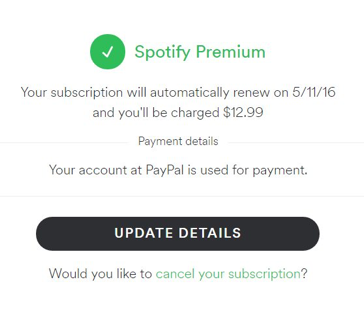 Spotify Premium
Your subscription will automatically renew on 5/11/16
and you'll be charged $12.99
Payment details
Your account at PayPal is used for payment.
UPDATE DETAILS
Would you like to cancel your subscription?